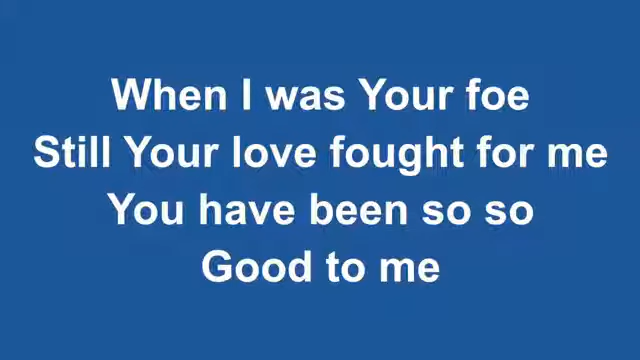 When I was Your foe
Still Your love fought for me
You have been so so
Good to me